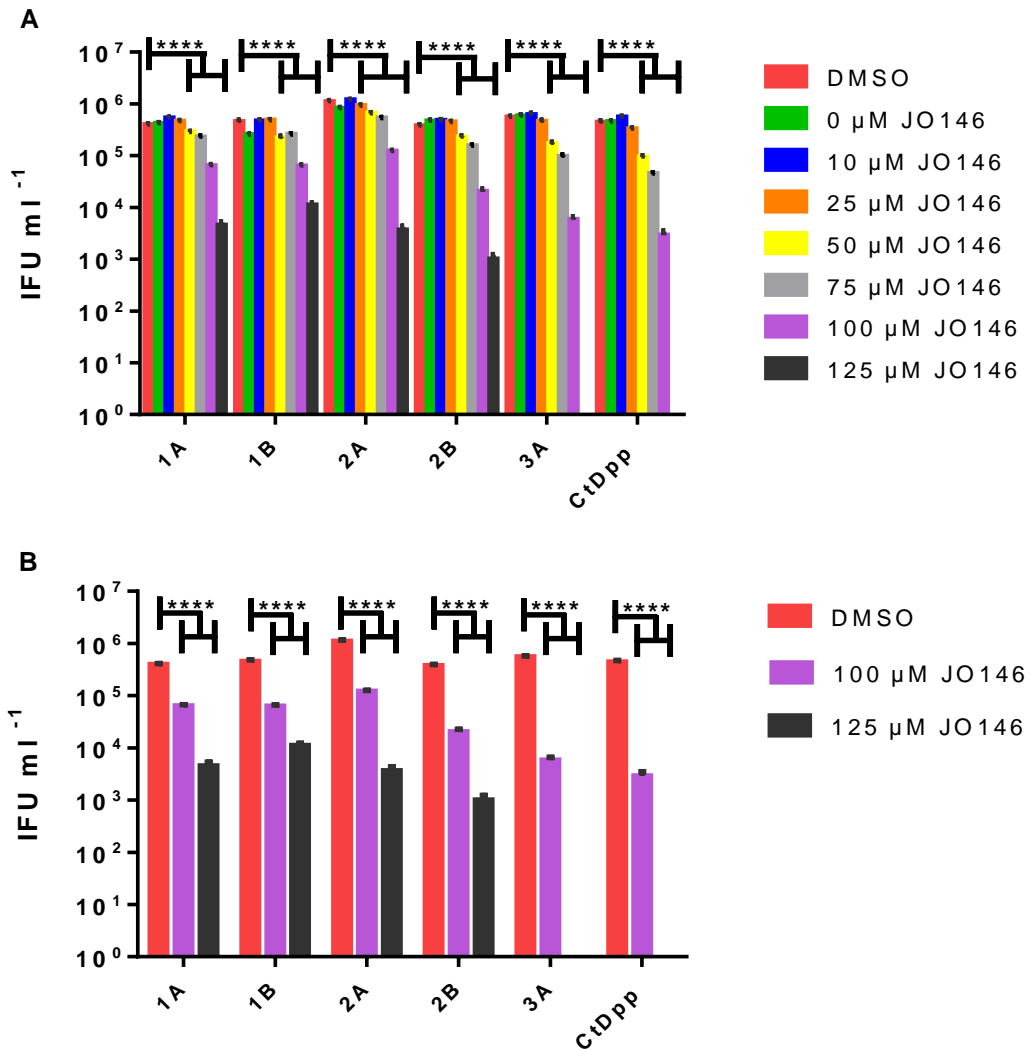 A
**** **** **** **** **** ****
10⁷
10⁶
10⁵
10⁴
10³
10²
10¹
10⁰
IFU ml⁻¹
1A 1B 2A 2B 3A CtDpp
DMSO
0 µM JO146
10 µM JO146
25 µM JO146
50 µM JO146
75 µM JO146
100 µM JO146
125 µM JO146
B
**** **** **** **** **** ****
10⁷
10⁶
10⁵
10⁴
10³
10²
10¹
10⁰
IFU ml⁻¹
1A 1B 2A 2B 3A CtDpp
DMSO
100 µM JO146
125 µM JO146